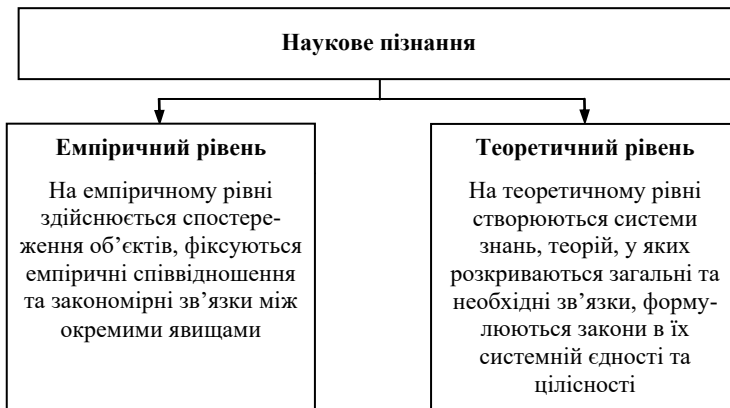 Наукове пізнання
Емпіричний рівень
На емпіричному рівні
здійснюється спостере-
ження об’єктів, фіксуються
емпіричні співвідношення
та закономірні зв’язки між
окремими явищами
Теоретичний рівень
На теоретичному рівні
створюються системи
знань, теорій, у яких
розкриваються загальні та
необхідні зв’язки, форму-
люються закони в їх
системній єдності та
цілісності